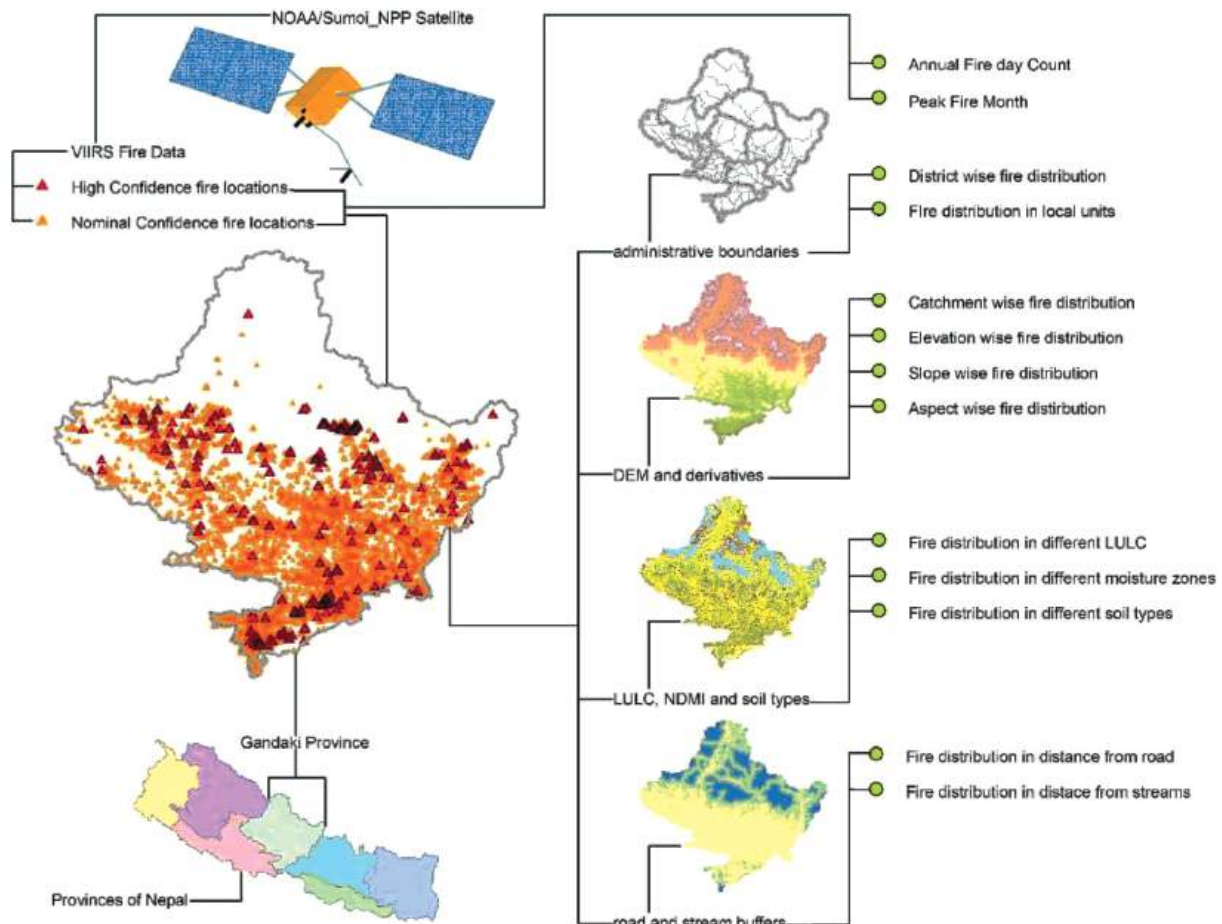 NOAA/Sumoi_NPP Satellite
VIIRS Fire Data
High Confidence fire locations
Nominal Confidence fire locations
Gandaki Province
Provinces of Nepal
administrative boundaries
DEM and derivatives
LULC, NDMI and soil types
road and stream buffers
Annual Fire day Count
Peak Fire Month
District wise fire distribution
FIre distribution in local units
Catchment wise fire distribution
Elevation wise fire distribution
Slope wise fire distribution
Aspect wise fire distirbution
Fire distribution in different LULC
Fire distribution in different moisture zones
Fire distribution in different soil types
Fire distribution in distance from road
Fire distribution in distace from streams